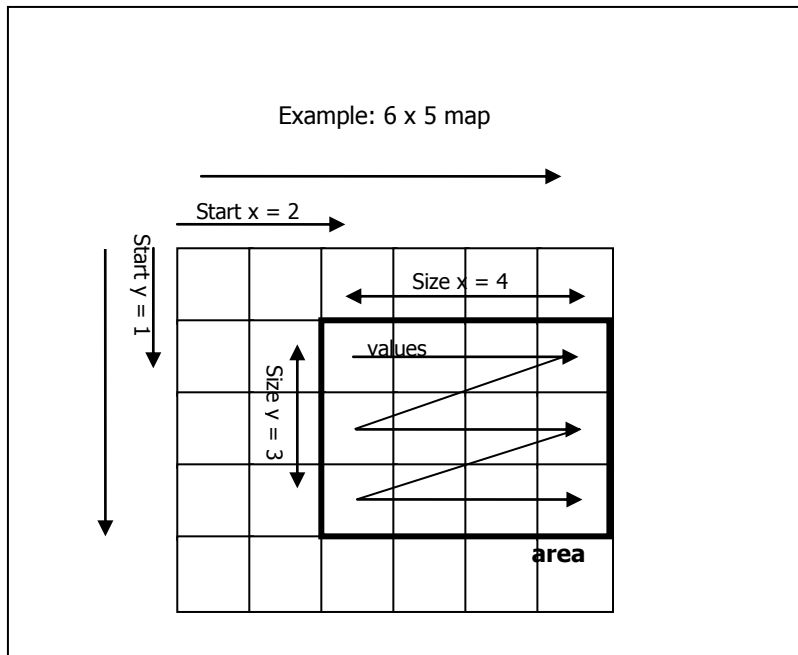 Example: 6 x 5 map
Start x = 2
Start y = 1
Size x = 4
values
Size y = 3
area